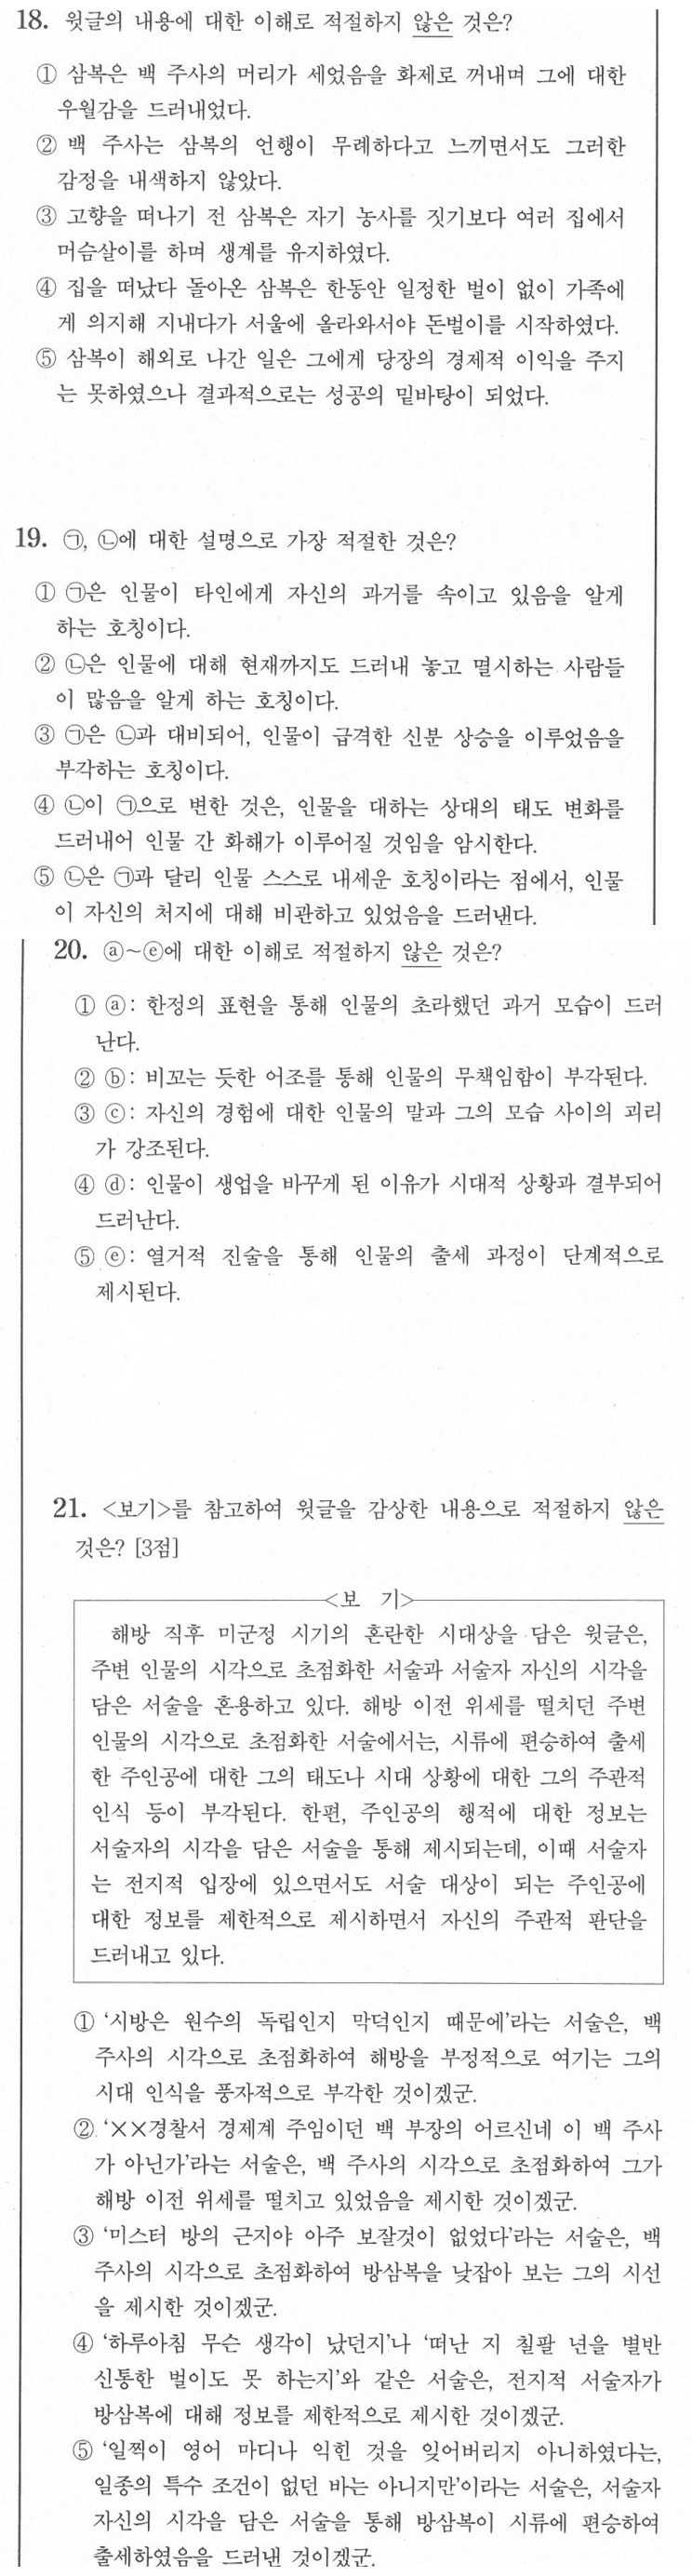 18. 윗글의 내용에 대한 이해로 적절하지 않은 것은?
① 삼복은 백 주사의 머리가 세었음을 화제로 꺼내며 그에 대한
우월감을 드러내었다.
② 백 주사는 삼복의 언행이 무례하다고 느끼면서도 그러한
감정을 내색하지 않았다.
③ 고향을 떠나기 전 삼복은 자기 농사를 짓기보다 여러 집에서
머슴살이를 하며 생계를 유지하였다.
④ 집을 떠났다 돌아온 삼복은 한동안 일정한 벌이 없이 가족에
게 의지해 지내다가 서울에 올라와서야 돈벌이를 시작하였다.
⑤ 삼복이 해외로 나간 일은 그에게 당장의 경제적 이익을 주지
는 못하였으나 결과적으로는 성공의 밑바탕이 되었다.
19. ㉠, ㉡에 대한 설명으로 가장 적절한 것은?
① ㉠은 인물이 타인에게 자신의 과거를 속이고 있음을 알게
하는 호칭이다.
② ㉡은 인물에 대해 현재까지도 드러내 놓고 멸시하는 사람들
이 많음을 알게 하는 호칭이다.
③ ㉠은 ㉡과 대비되어, 인물이 급격한 신분 상승을 이루었음을
부각하는 호칭이다.
④ ㉡이 ㉠으로 변한 것은, 인물을 대하는 상대의 태도 변화를
드러내어 인물 간 화해가 이루어질 것임을 암시한다.
⑤ ㉡은 ㉠과 달리 인물 스스로 내세운 호칭이라는 점에서, 인물
이 자신의 처지에 대해 비관하고 있었음을 드러낸다.
20. ⓐ~ⓔ에 대한 이해로 적절하지 않은 것은?
① ⓐ: 한정의 표현을 통해 인물의 초라했던 과거 모습이 드러
난다.
② ⓑ: 비꼬는 듯한 어조를 통해 인물의 무책임함이 부각된다.
③ ⓒ: 자신의 경험에 대한 인물의 말과 그의 모습 사이의 괴리
가 강조된다.
④ ⓓ: 인물이 생업을 바꾸게 된 이유가 시대적 상황과 결부되어
드러난다.
⑤ ⓔ: 열거적 진술을 통해 인물의 출세 과정이 단계적으로
제시된다.
21. <보기>를 참고하여 윗글을 감상한 내용으로 적절하지 않은
것은? [3점]
<보 기>
해방 직후 미군정 시기의 혼란한 시대상을 담은 윗글은,
주변 인물의 시각으로 초점화한 서술과 서술자 자신의 시각을
담은 서술을 혼용하고 있다. 해방 이전 위세를 떨치던 주변
인물의 시각으로 초점화한 서술에서는, 시류에 편승하여 출세
한 주인공에 대한 그의 태도나 시대 상황에 대한 그의 주관적
인식 등이 부각된다. 한편, 주인공의 행적에 대한 정보는
서술자의 시각을 담은 서술을 통해 제시되는데, 이때 서술자
는 전지적 입장에 있으면서도 서술 대상이 되는 주인공에
대한 정보를 제한적으로 제시하면서 자신의 주관적 판단을
드러내고 있다.
① ‘시방은 원수의 독립인지 막덕인지 때문에’라는 서술은, 백
주사의 시각으로 초점화하여 해방을 부정적으로 여기는 그의
시대 인식을 풍자적으로 부각한 것이겠군.
② ‘××경찰서 경제계 주임이던 백 부장의 어르신네 이 백 주사
가 아닌가’라는 서술은, 백 주사의 시각으로 초점화하여 그가
해방 이전 위세를 떨치고 있었음을 제시한 것이겠군.
③ ‘미스터 방의 근지야 아주 보잘것이 없었다’라는 서술은, 백
주사의 시각으로 초점화하여 방삼복을 낮잡아 보는 그의 시선
을 제시한 것이겠군.
④ ‘하루아침 무슨 생각이 났던지’나 ‘떠난 지 칠팔 년을 별반
신통한 벌이도 못 하는지’와 같은 서술은, 전지적 서술자가
방삼복에 대해 정보를 제한적으로 제시한 것이겠군.
⑤ ‘일찍이 영어 마디나 익힌 것을 잊어버리지 아니하였다는,
일종의 특수 조건이 없던 바는 아니지만’이라는 서술은, 서술자
자신의 시각을 담은 서술을 통해 방삼복이 시류에 편승하여
출세하였음을 드러낸 것이겠군.